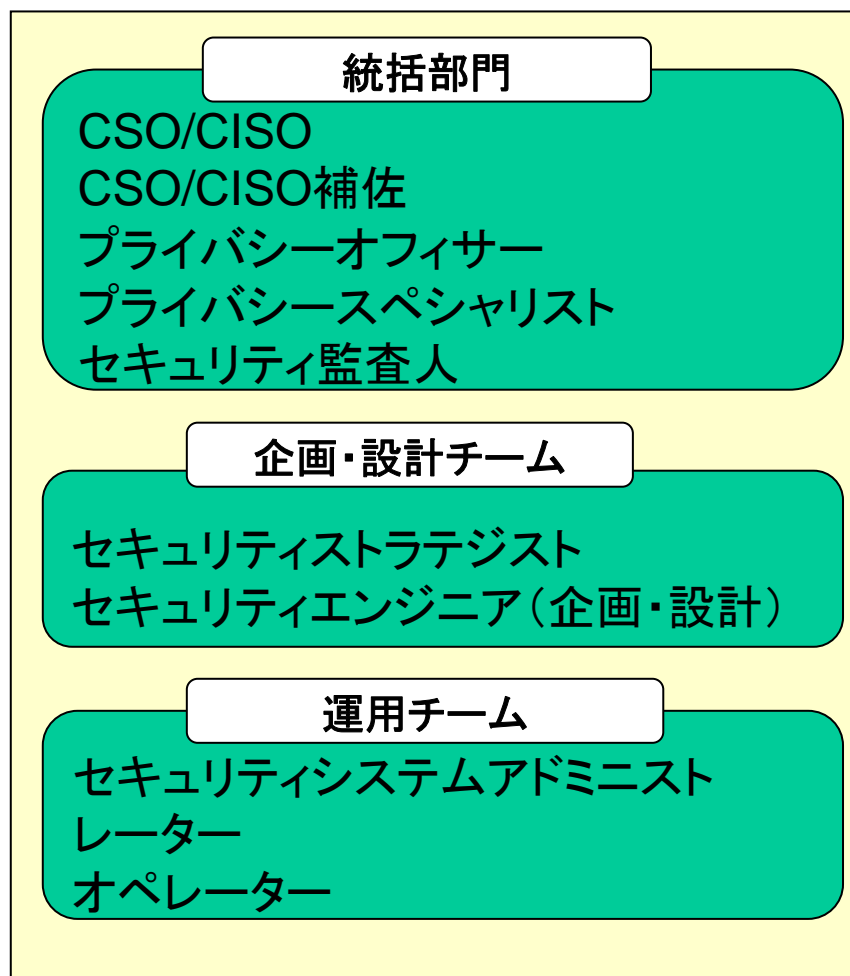 統括部門
CSO/CISO
CSO/CISO補佐
プライバシーオフィサー
プライバシースペシャリスト
セキュリティ監査人
企画・設計チーム
セキュリティストラテジスト
セキュリティエンジニア（企画・設計）
運用チーム
セキュリティシステムアドミニスト
レーター
オペレーター